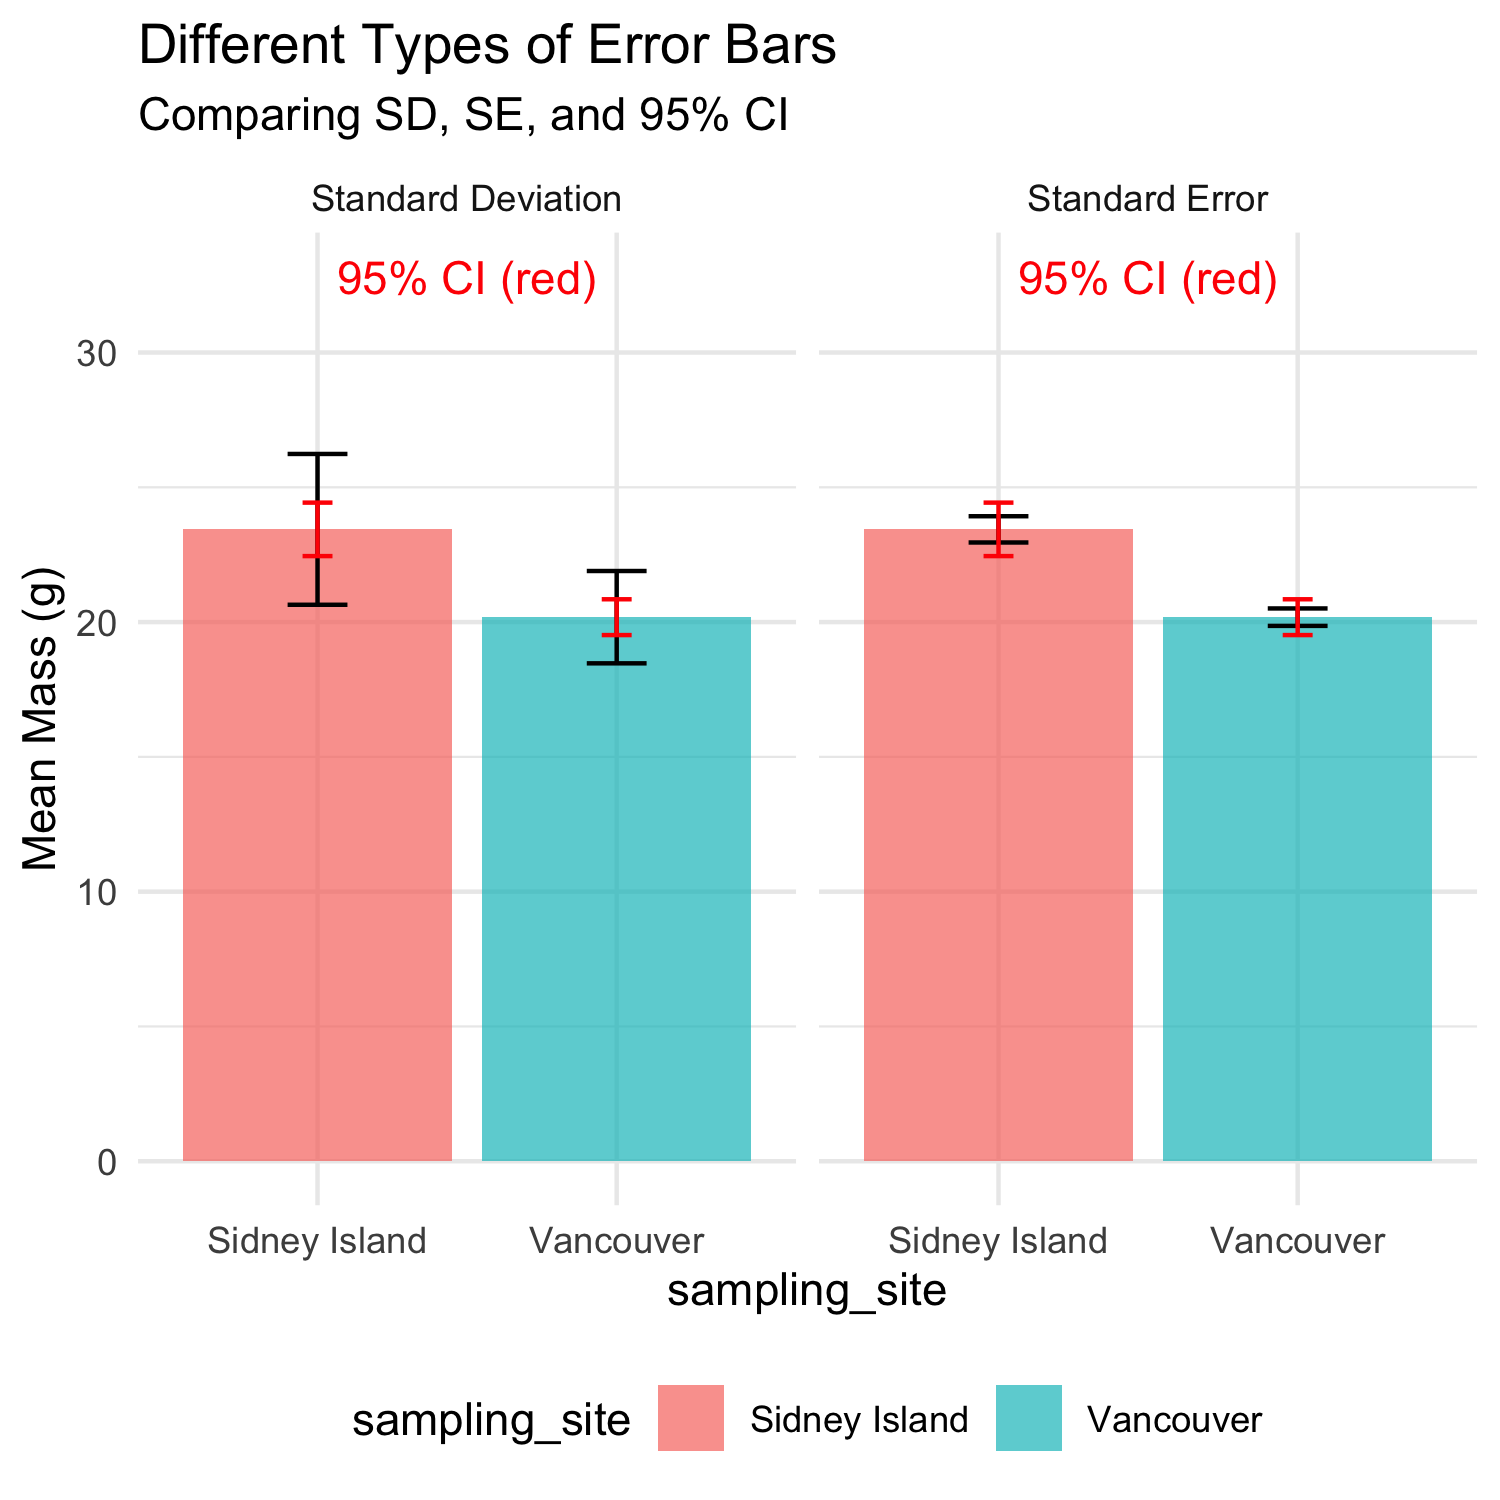 Different Types of Error Bars
Comparing SD, SE, and 95% CI
Standard Deviation
Standard Error
95% CI (red)
95% CI (red)
Mean Mass (g)
30
20
10
0
Sidney Island
Vancouver
Sidney Island
Vancouver
sampling_site
sampling_site
Sidney Island
Vancouver